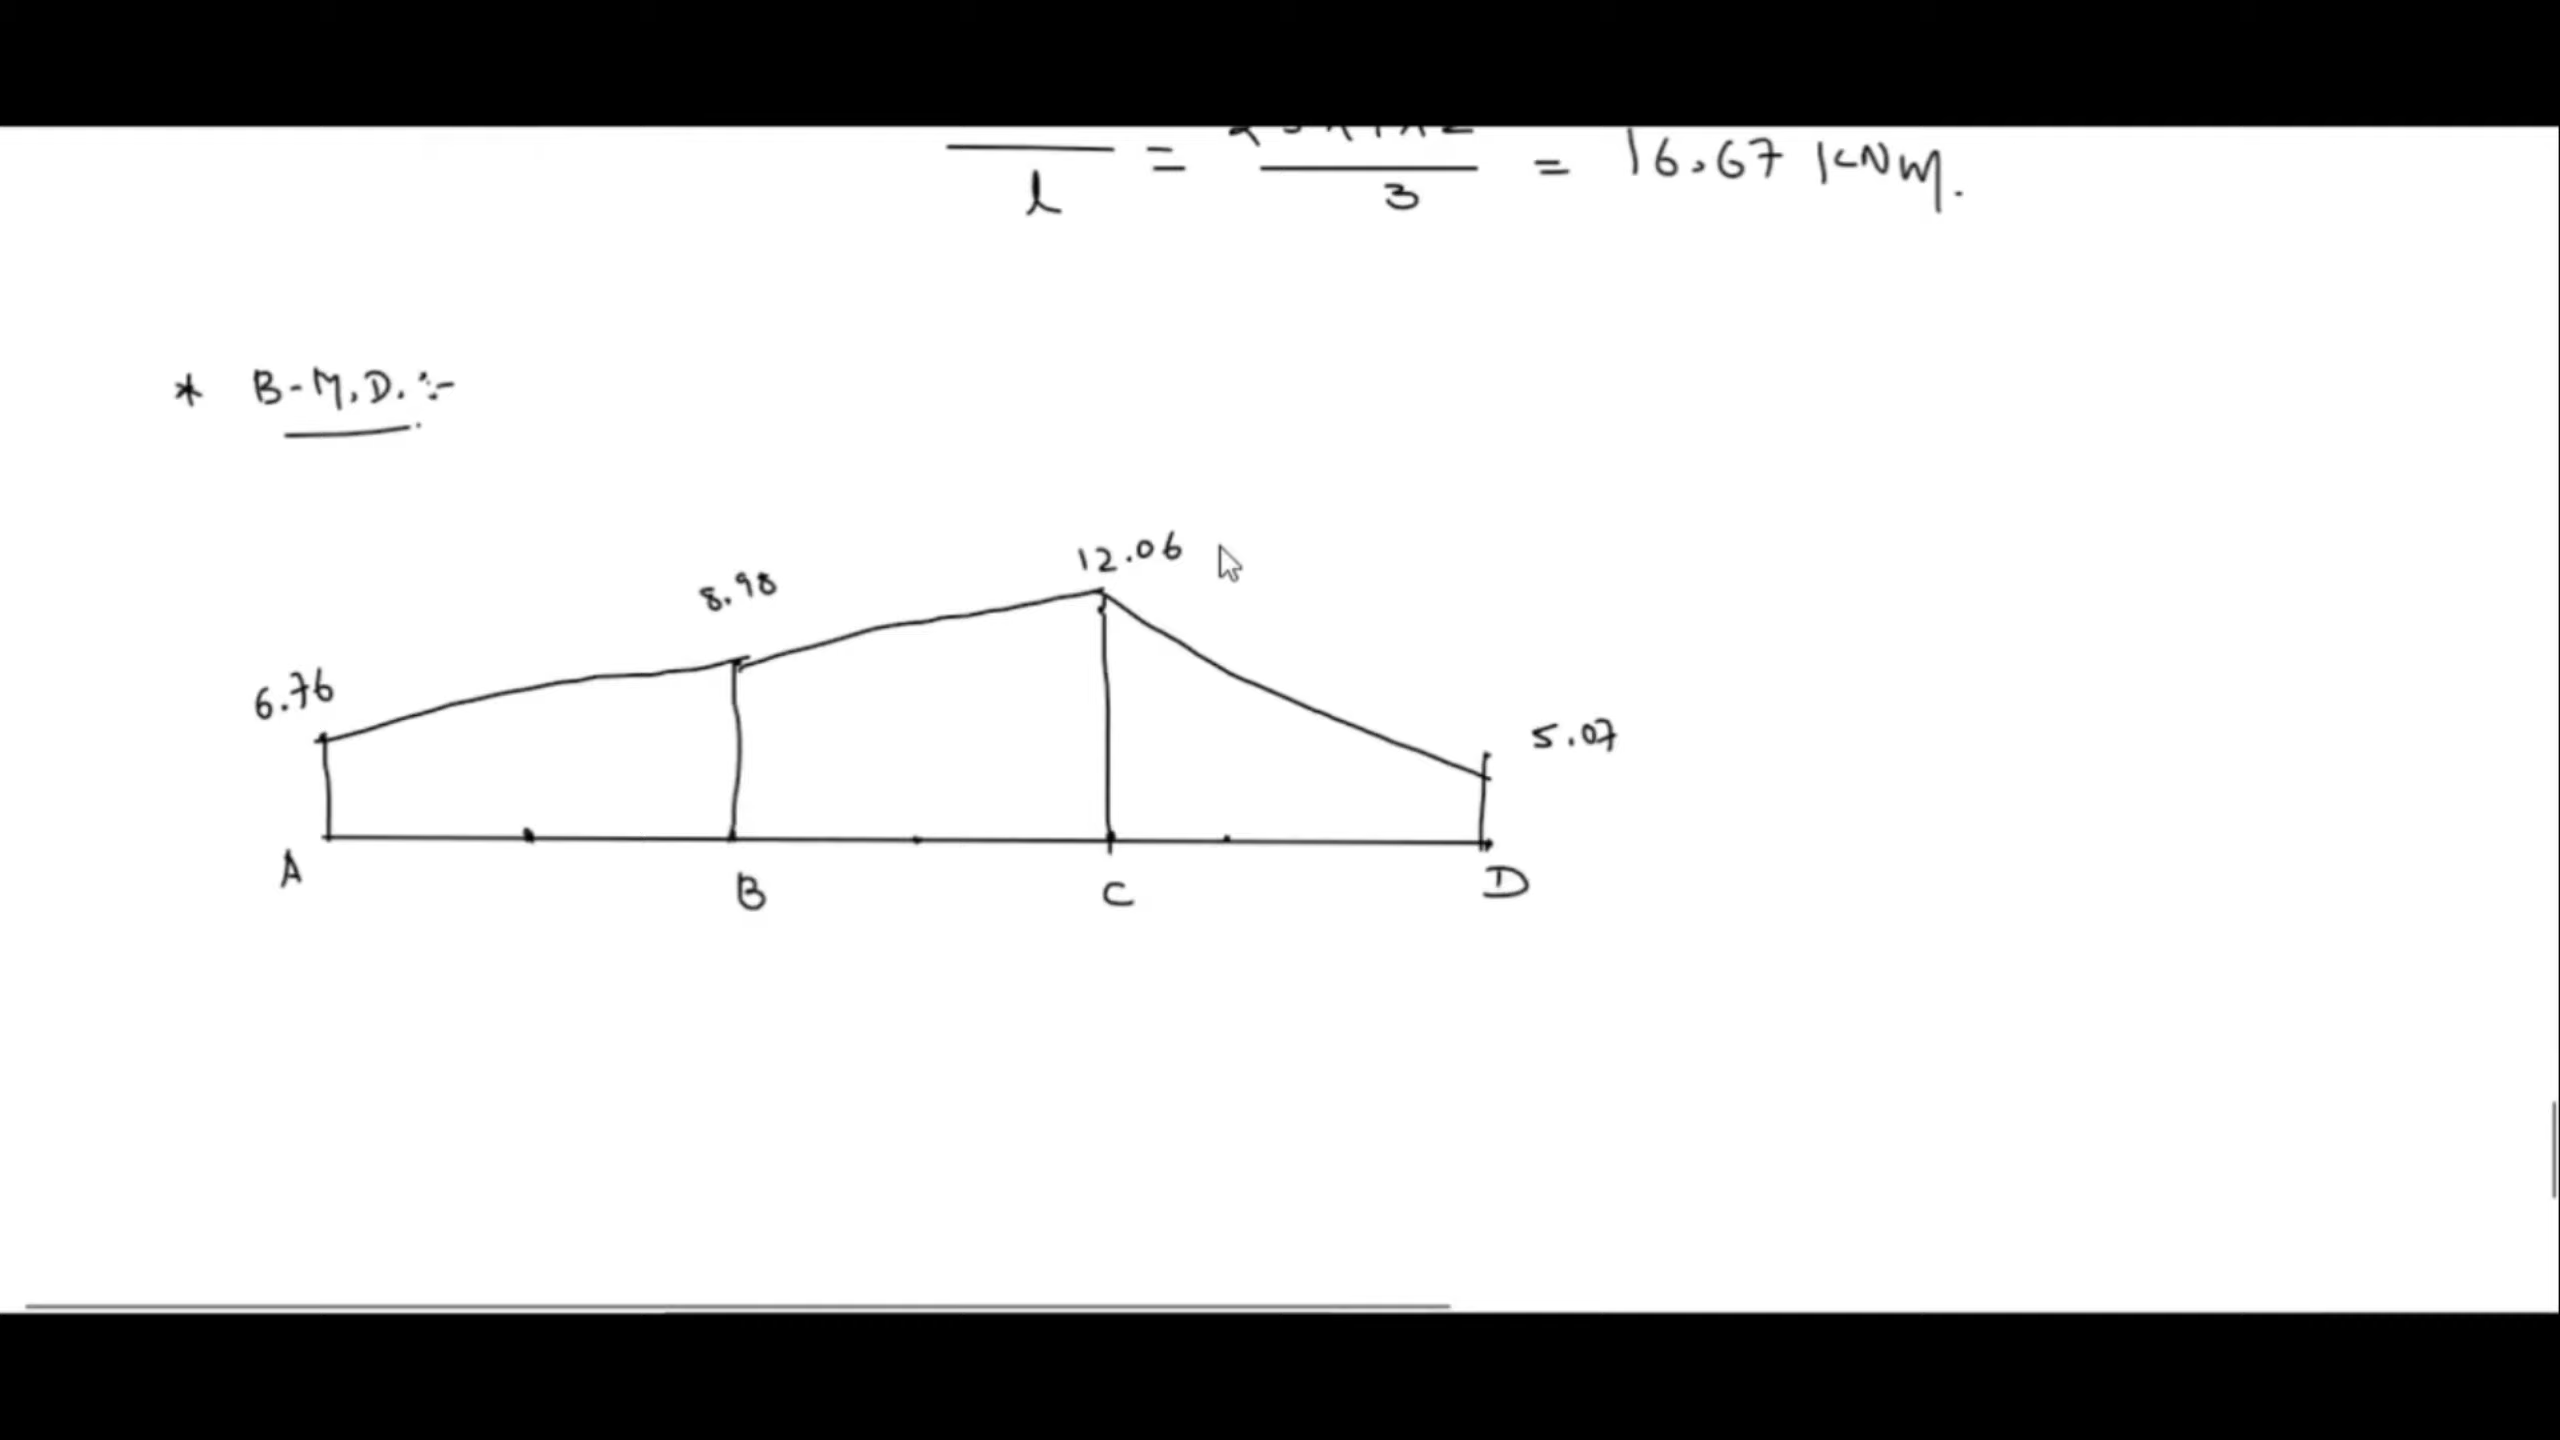 l = 3 = 16.67 KNm.
* B-M.D. :-
12.06
8.98
6.76
5.07
A B C D